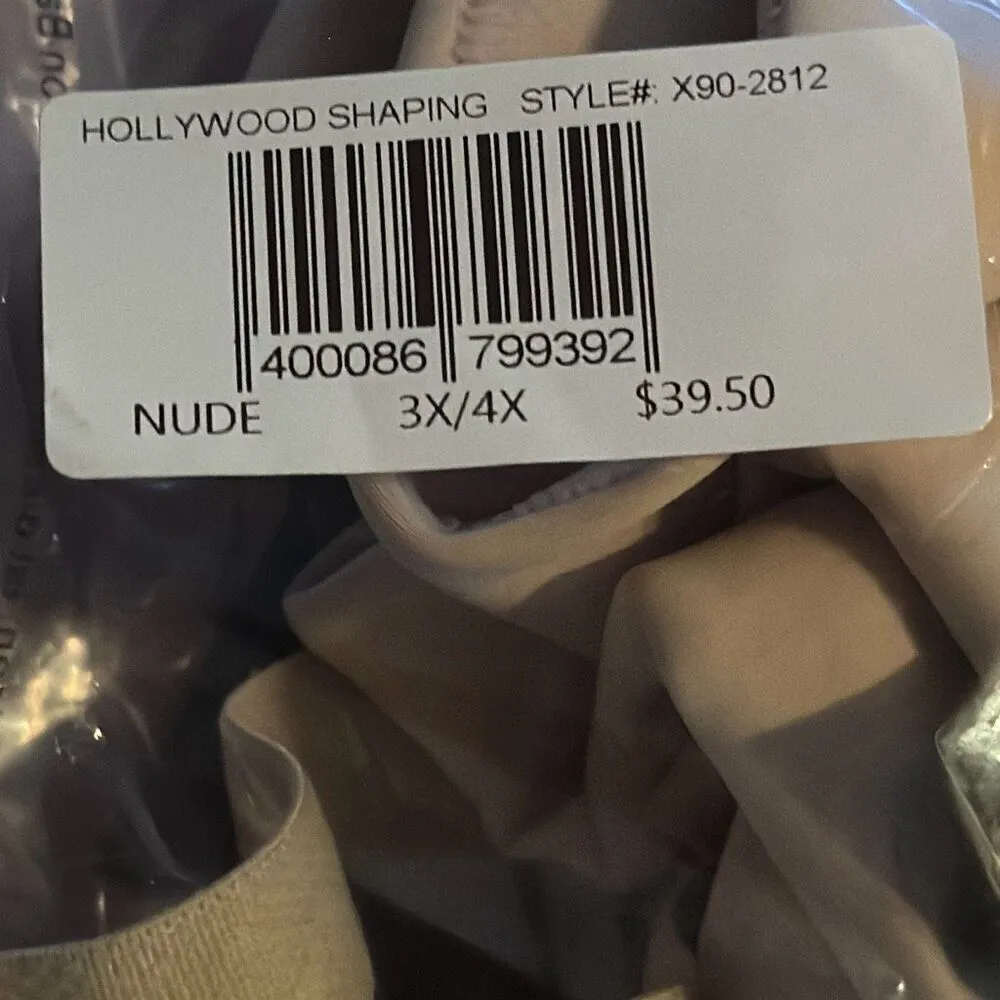 HOLLYWOOD SHAPING STYLE#: X90-2812
400086 799392
NUDE 3X/4X $39.50